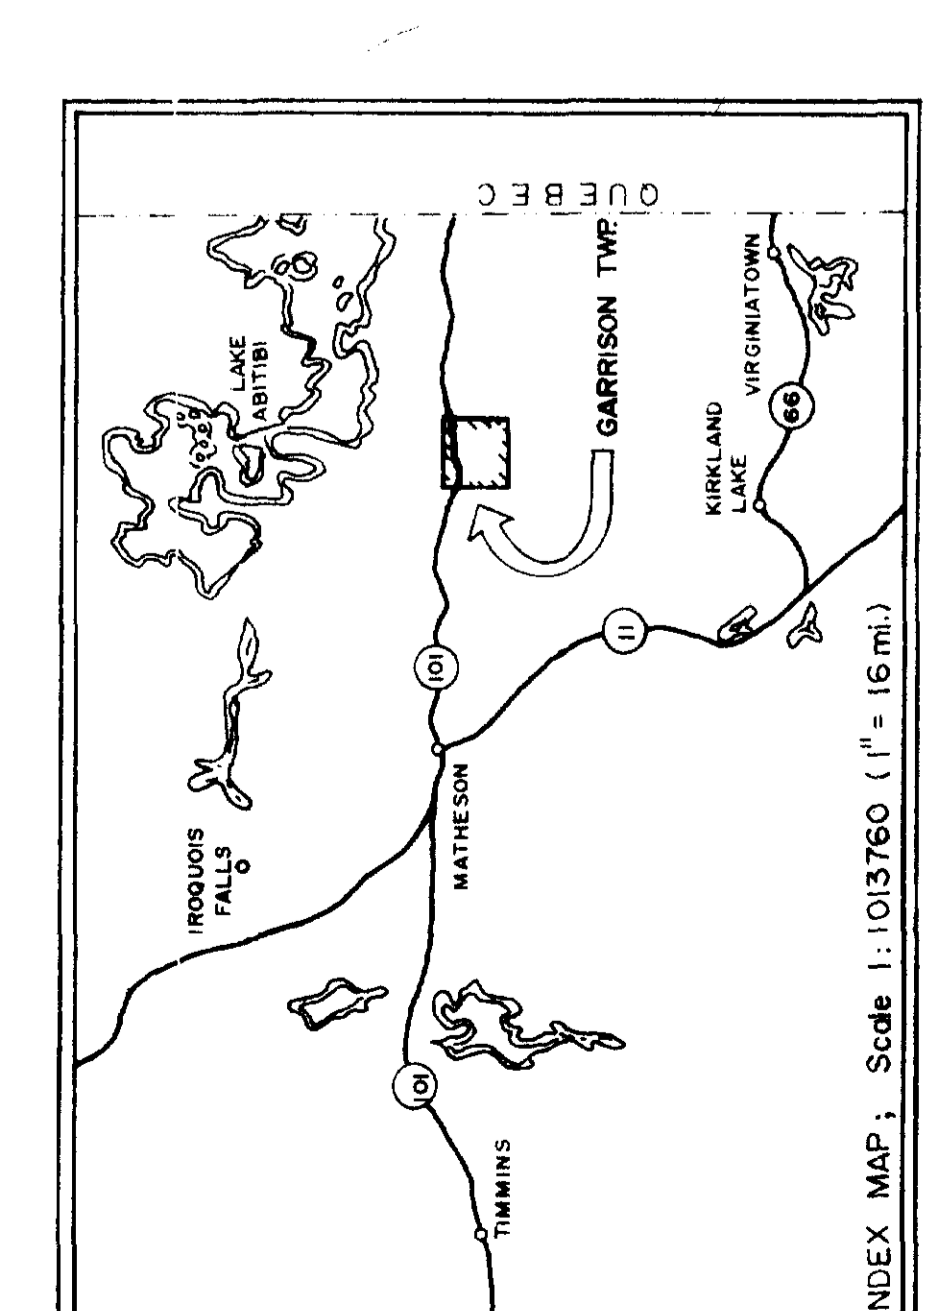 QUEBEC
LAKE
ABITIBI
GARRISON TWP.
VIRGINIATOWN
66
KIRKLAND
LAKE
11
101
MATHESON
IROQUOIS
FALLS
101
TIMMINS
NDEX MAP; Scale 1:1013760 (1" = 16 mi.)